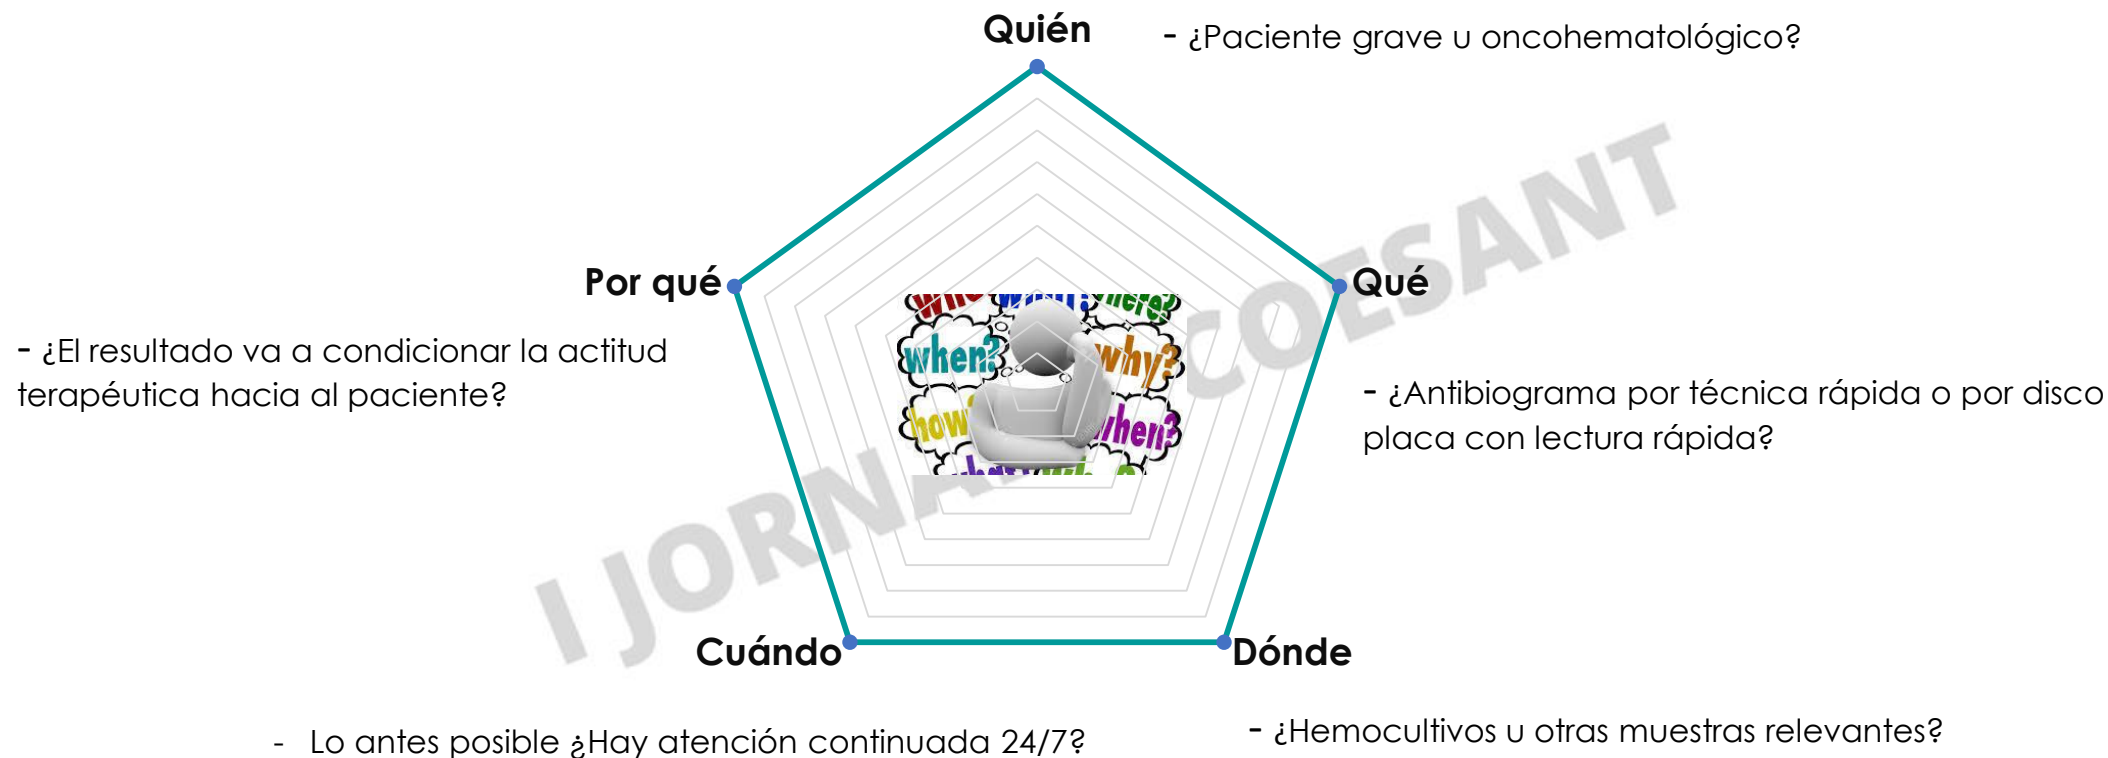 Quién
- ¿Paciente grave u oncohematológico?
Por qué
Qué
- ¿El resultado va a condicionar la actitud
terapéutica hacia al paciente?
- ¿Antibiograma por técnica rápida o por disco
placa con lectura rápida?
when?
why?
how?
when?
COESANT
I JORNA
Cuándo
Dónde
- Lo antes posible ¿Hay atención continuada 24/7?
- ¿Hemocultivos u otras muestras relevantes?